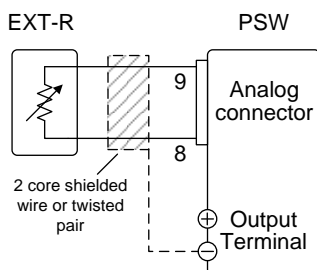 EXT-R
PSW
9
Analog
connector
8
2 core shielded
wire or twisted
pair
+
Output
Terminal
-